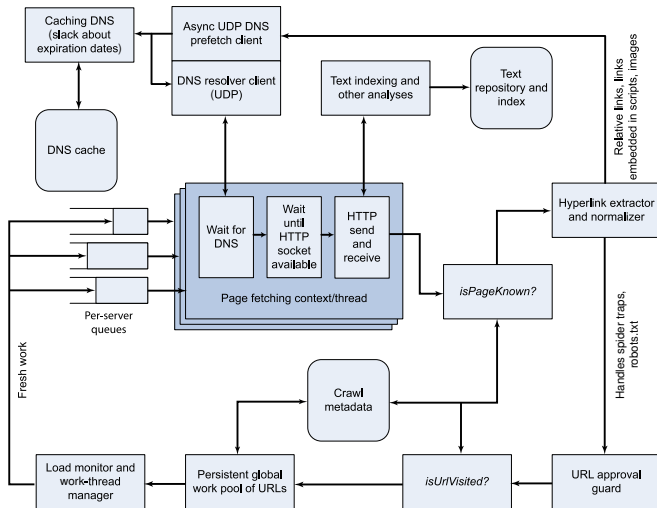 Caching DNS
(slack about
expiration dates)
Async UDP DNS
prefetch client
DNS resolver client
(UDP)
Text indexing and
other analyses
Text
repository and
index
Relative links, links
embedded in scripts, images
DNS cache
Wait for
DNS
Wait
until
HTTP
socket
available
HTTP
send
and
receive
Page fetching context/thread
Hyperlink extractor
and normalizer
isPageKnown?
Per-server
queues
Fresh work
Handles spider traps,
robots.txt
Crawl
metadata
Load monitor and
work-thread
manager
Persistent global
work pool of URLs
isUrlVisited?
URL approval
guard